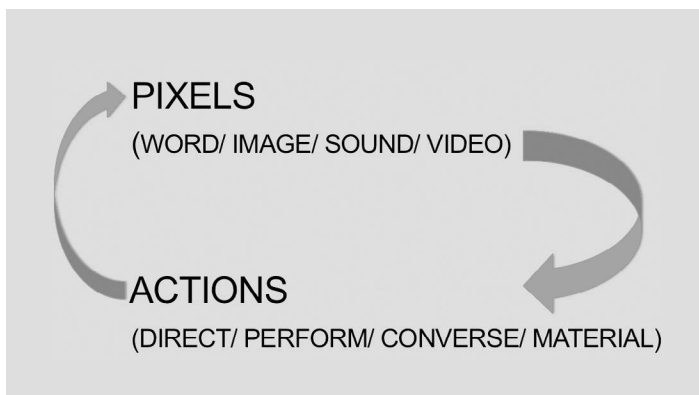 PIXELS
(WORD/ IMAGE/ SOUND/ VIDEO)
ACTIONS
(DIRECT/ PERFORM/ CONVERSE/ MATERIAL)